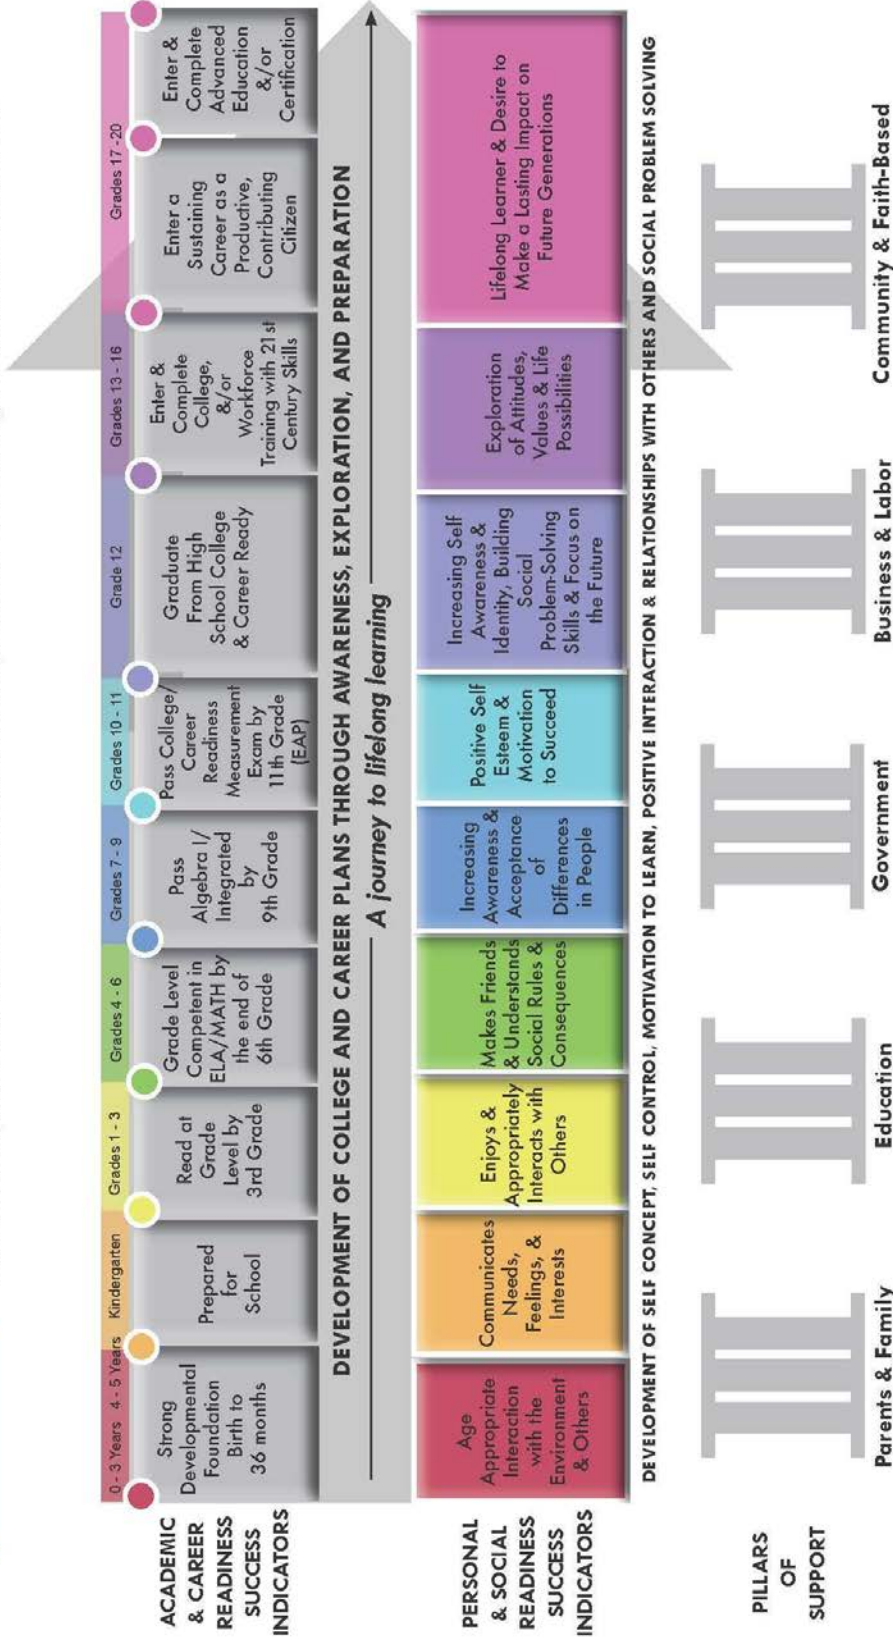 0 - 3 Years
4 - 5 Years
Kindergarten
Grades 1 - 3
Grades 4 - 6
Grades 7 - 9
Grades 10 - 11
Grade 12
Grades 13 - 16
Grades 17 -20
ACADEMIC
& CAREER
READINESS
SUCCESS
INDICATORS
Strong
Developmental
Foundation
Birth to
36 months
Prepared
for
School
Read at
Grade
Level by
3rd Grade
Grade Level
Competent in
ELA/MATH by
the end of
6th Grade
Pass
Algebra I/
Integrated
by
9th Grade
Pass College/
Career
Readiness
Measurement
Exam by
11th Grade
(EAP)
Graduate
From High
School College
& Career Ready
Enter &
Complete
College,
&/or
Workforce
Training with 21st
Century Skills
Enter a
Sustaining
Career as a
Productive,
Contributing
Citizen
Enter &
Complete
Advanced
Education
&/or
Certification
DEVELOPMENT OF COLLEGE AND CAREER PLANS THROUGH AWARENESS, EXPLORATION, AND PREPARATION
A journey to lifelong learning
PERSONAL
& SOCIAL
READINESS
SUCCESS
INDICATORS
Age
Appropriate
Interaction
with the
Environment
& Others
Communicates
Needs,
Feelings, &
Interests
Enjoys &
Appropriately
Interacts with
Others
Makes Friends
& Understands
Social Rules &
Consequences
Increasing
Awareness &
Acceptance
of
Differences
in People
Positive Self
Esteem &
Motivation
to Succeed
Increasing Self
Awareness &
Identity, Building
Social
Problem-Solving
Skills & Focus on
the Future
Exploration
of Attitudes,
Values & Life
Possibilities
Lifelong Learner & Desire to
Make a Lasting Impact on
Future Generations
DEVELOPMENT OF SELF CONCEPT, SELF CONTROL, MOTIVATION TO LEARN, POSITIVE INTERACTION & RELATIONSHIPS WITH OTHERS AND SOCIAL PROBLEM SOLVING
PILLARS
OF
SUPPORT
Parents & Family
Education
Government
Business & Labor
Community & Faith-Based